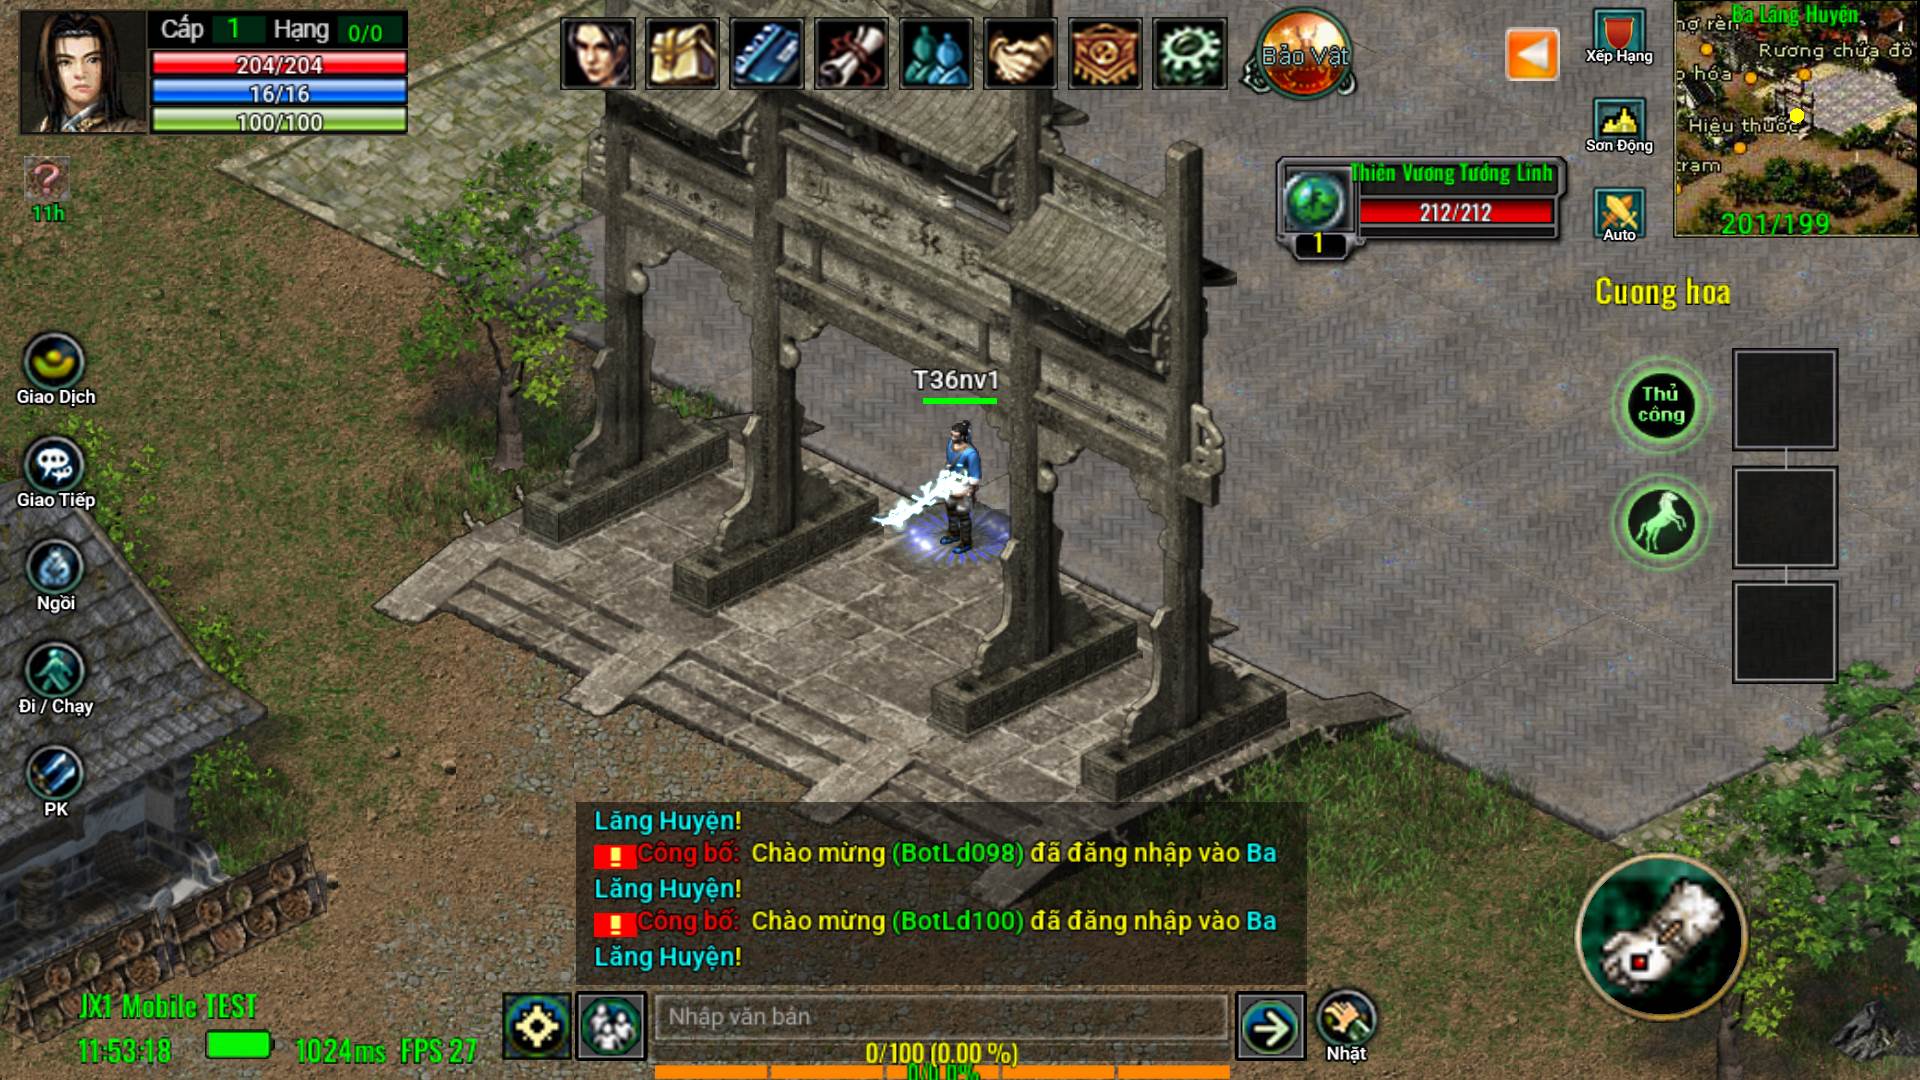 Cấp 1 Hạng 0/0
204/204
16/16
100/100
11h
Bảo Vật
Xếp Hạng
Sơn Động
Auto
Ba Lăng Huyện
Rương chứa đồ
Hiệu thuốc
201/199
Thiên Vương Tướng Lĩnh
212/212
1
Cuong hoa
Thủ công
Giao Dịch
Giao Tiếp
Ngồi
Đi / Chạy
PK
T36nv1
Lăng Huyện!
Công bố: Chào mừng (BotLd098) đã đăng nhập vào Ba
Lăng Huyện!
Công bố: Chào mừng (BotLd100) đã đăng nhập vào Ba
Lăng Huyện!
JX1 Mobile TEST
11:53:18 1024ms FPS 27
Nhập văn bản
Nhặt
0/100 (0.00 %)